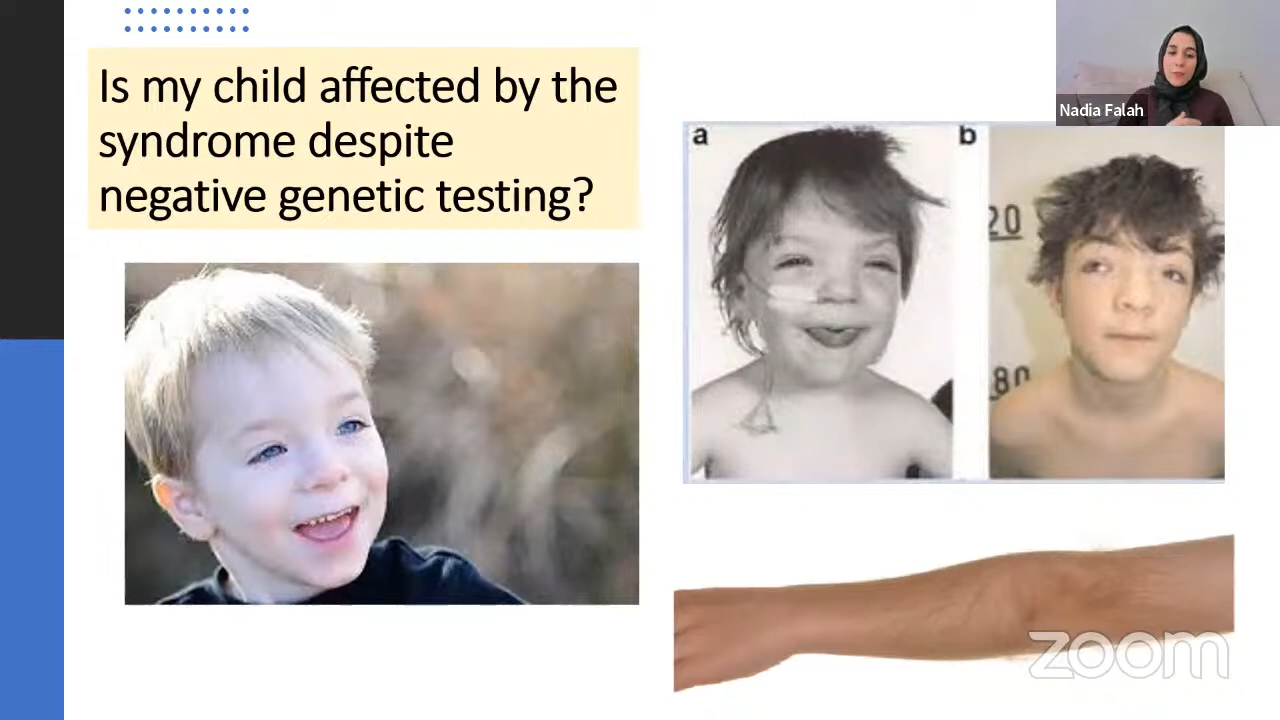 Is my child affected by the
syndrome despite
negative genetic testing?
Nadia Falah
a
b
20
80
zoom